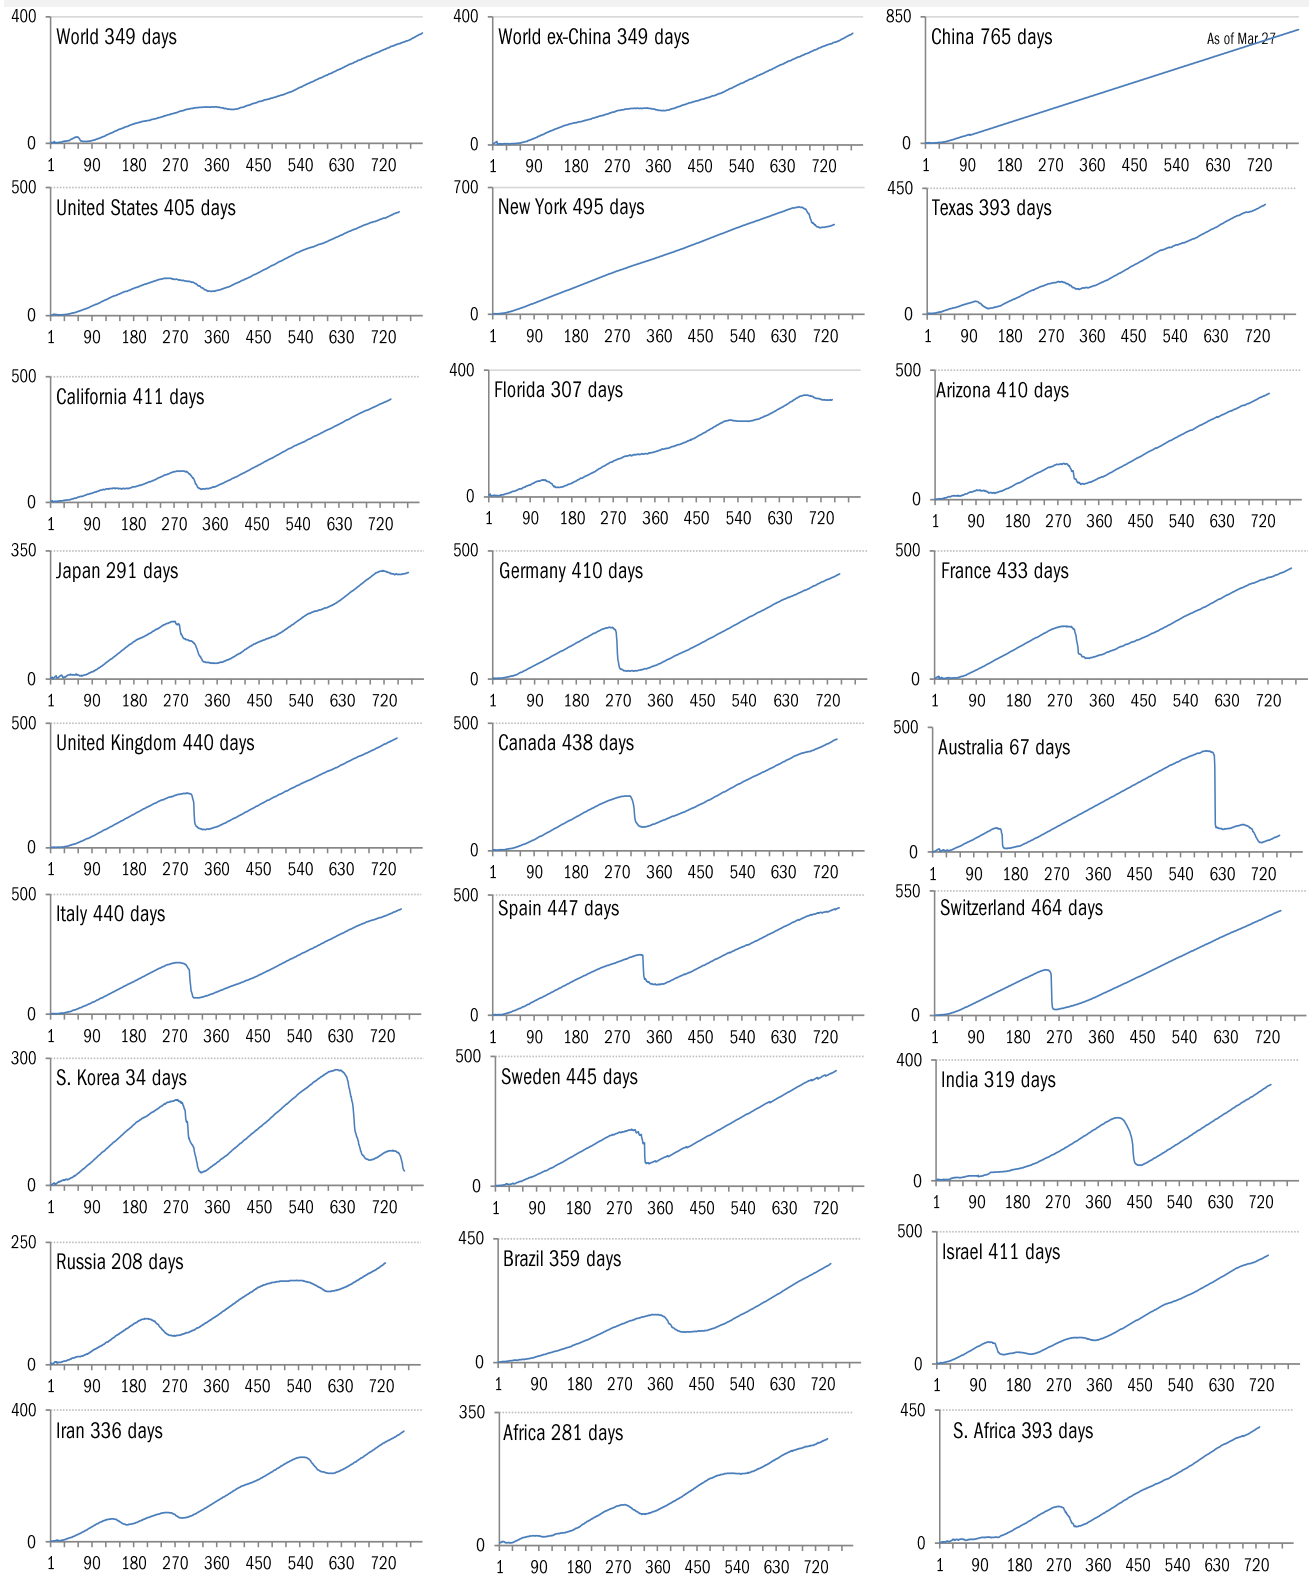 400
World 349 days
0
1 90 180 270 360 450 540 630 720
400
World ex-China 349 days
0
1 90 180 270 360 450 540 630 720
850
China 765 days
As of Mar 27
0
1 90 180 270 360 450 540 630 720
500
United States 405 days
0
1 90 180 270 360 450 540 630 720
700
New York 495 days
0
1 90 180 270 360 450 540 630 720
450
Texas 393 days
0
1 90 180 270 360 450 540 630 720
500
California 411 days
0
1 90 180 270 360 450 540 630 720
400
Florida 307 days
0
1 90 180 270 360 450 540 630 720
500
Arizona 410 days
0
1 90 180 270 360 450 540 630 720
350
Japan 291 days
0
1 90 180 270 360 450 540 630 720
500
Germany 410 days
0
1 90 180 270 360 450 540 630 720
500
France 433 days
0
1 90 180 270 360 450 540 630 720
500
United Kingdom 440 days
0
1 90 180 270 360 450 540 630 720
500
Canada 438 days
0
1 90 180 270 360 450 540 630 720
500
Australia 67 days
0
1 90 180 270 360 450 540 630 720
500
Italy 440 days
0
1 90 180 270 360 450 540 630 720
500
Spain 447 days
0
1 90 180 270 360 450 540 630 720
550
Switzerland 464 days
0
1 90 180 270 360 450 540 630 720
300
S. Korea 34 days
0
1 90 180 270 360 450 540 630 720
500
Sweden 445 days
0
1 90 180 270 360 450 540 630 720
400
India 319 days
0
1 90 180 270 360 450 540 630 720
250
Russia 208 days
0
1 90 180 270 360 450 540 630 720
450
Brazil 359 days
0
1 90 180 270 360 450 540 630 720
500
Israel 411 days
0
1 90 180 270 360 450 540 630 720
400
Iran 336 days
0
1 90 180 270 360 450 540 630 720
350
Africa 281 days
0
1 90 180 270 360 450 540 630 720
450
S. Africa 393 days
0
1 90 180 270 360 450 540 630 720